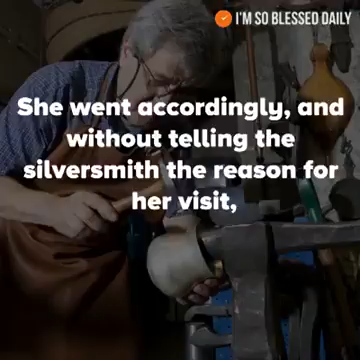 I'M SO BLESSED DAILY
She went accordingly, and
without telling the
silversmith the reason for
her visit,